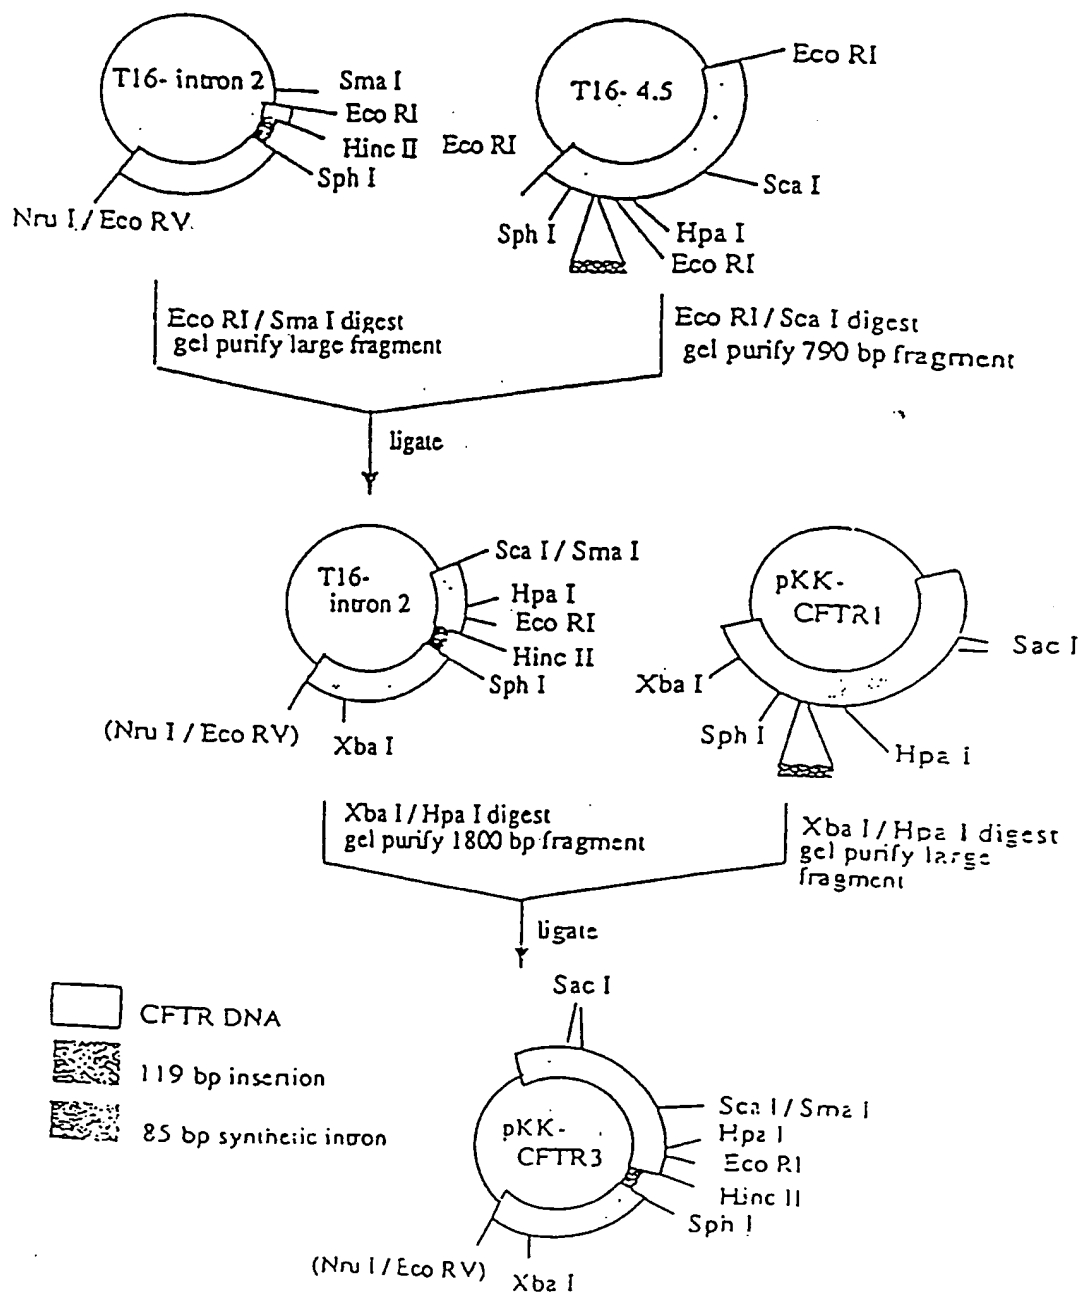 T16- intron 2
Sma I
Eco RI
Hinc II
Sph I
Nru I / Eco RV
T16- 4.5
Eco RI
Eco RI
Sca I
Sph I
Hpa I
Eco RI
Eco RI / Sma I digest
gel purify large fragment
Eco RI / Sca I digest
gel purify 790 bp fragment
ligate
T16-
intron 2
Sca I / Sma I
Hpa I
Eco RI
Hinc II
Sph I
(Nru I / Eco RV)
Xba I
pKK-
CFTR1
Sac I
Xba I
Sph I
Hpa I
Xba I / Hpa I digest
gel purify 1800 bp fragment
Xba I / Hpa I digest
gel purify large
fragment
ligate
Sac I
CFTR DNA
119 bp insertion
85 bp synthetic intron
pKK-
CFTR3
Sca I / Sma I
Hpa I
Eco RI
Hinc II
Sph I
(Nru I / Eco RV)
Xba I